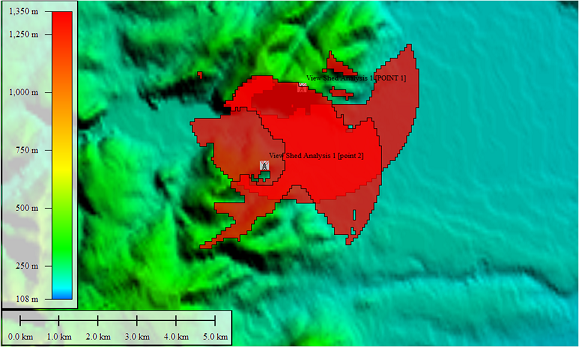 1,350 m
1,250 m
1,000 m
750 m
500 m
250 m
108 m
View Shed Analysis 1 [POINT 1]
View Shed Analysis 1 [point 2]
0.0 km 1.0 km 2.0 km 3.0 km 4.0 km 5.0 km